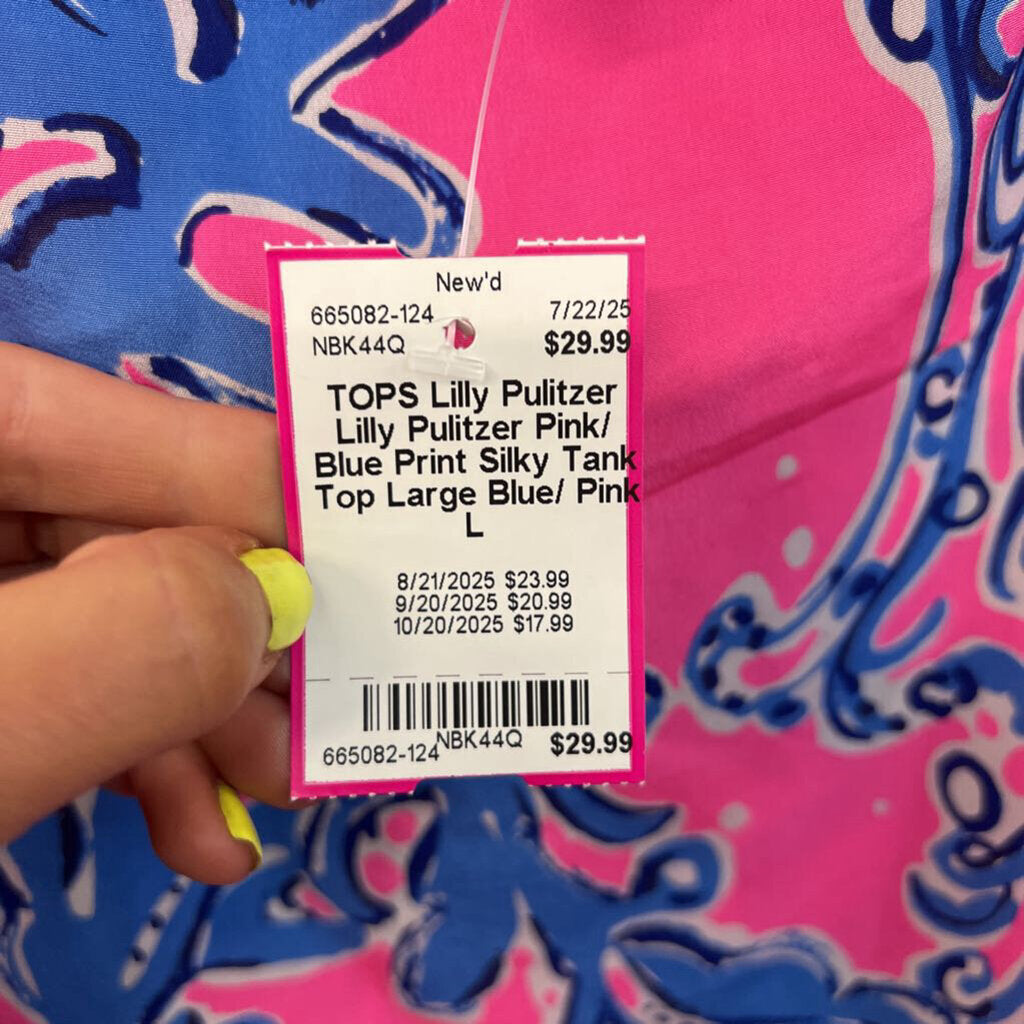 New'd
665082-124 7/22/25
NBK44Q $29.99
TOPS Lilly Pulitzer
Lilly Pulitzer Pink/
Blue Print Silky Tank
Top Large Blue/ Pink
L
8/21/2025 $23.99
9/20/2025 $20.99
10/20/2025 $17.99
665082-124 NBK44Q $29.99